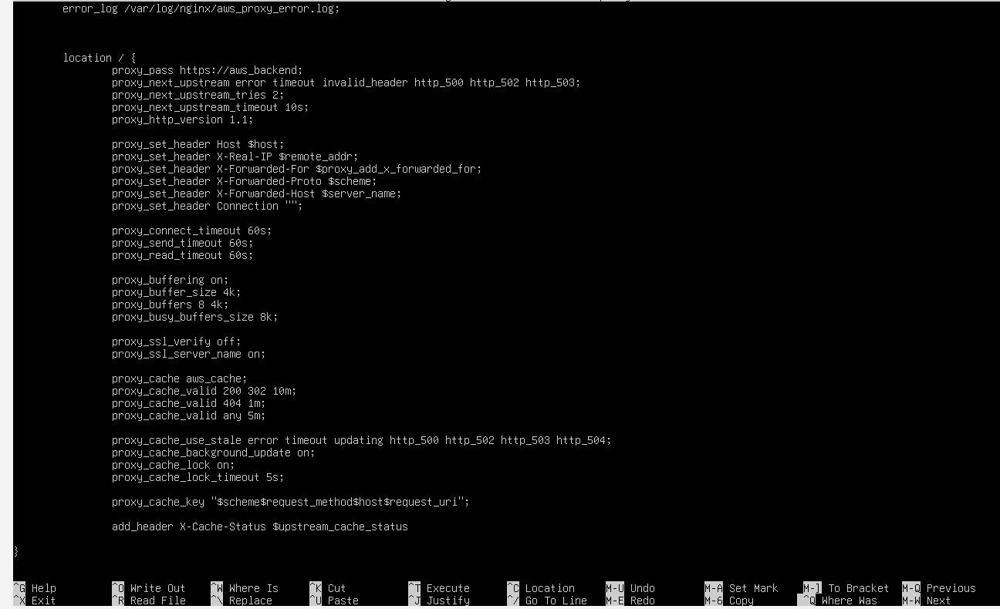 error_log /var/log/nginx/aws_proxy_error.log;
location / {
proxy_pass https://aws_backend;
proxy_next_upstream error timeout invalid_header http_500 http_502 http_503;
proxy_next_upstream_tries 2;
proxy_next_upstream_timeout 10s;
proxy_http_version 1.1;
proxy_set_header Host $host;
proxy_set_header X-Real-IP $remote_addr;
proxy_set_header X-Forwarded-For $proxy_add_x_forwarded_for;
proxy_set_header X-Forwarded-Proto $scheme;
proxy_set_header X-Forwarded-Host $server_name;
proxy_set_header Connection "";
proxy_connect_timeout 60s;
proxy_send_timeout 60s;
proxy_read_timeout 60s;
proxy_buffering on;
proxy_buffer_size 4k;
proxy_buffers 8 4k;
proxy_busy_buffers_size 8k;
proxy_ssl_verify off;
proxy_ssl_server_name on;
proxy_cache aws_cache;
proxy_cache_valid 200 302 10m;
proxy_cache_valid 404 1m;
proxy_cache_valid any 5m;
proxy_cache_use_stale error timeout updating http_500 http_502 http_503 http_504;
proxy_cache_background_update on;
proxy_cache_lock on;
proxy_cache_lock_timeout 5s;
proxy_cache_key "$scheme$request_method$host$request_uri";
add_header X-Cache-Status $upstream_cache_status
}
^G Help ^O Write Out ^W Where Is ^K Cut ^T Execute ^C Location M-U Undo M-A Set Mark M-] To Bracket M-Q Previous
^X Exit ^R Read File ^\ Replace ^U Paste ^J Justify ^/ Go To Line M-E Redo M-6 Copy ^Q Where Was M-W Next